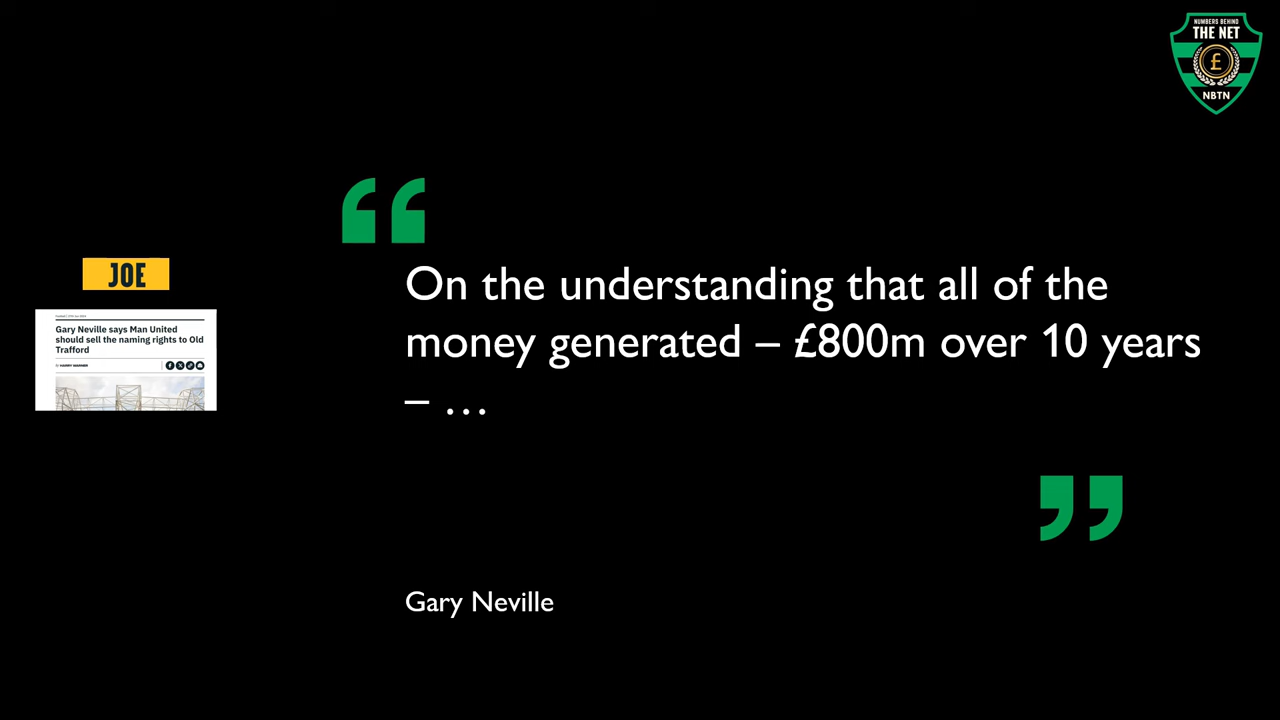 NUMBERS BEHIND
THE NET
£
NBTN
“
On the understanding that all of the
money generated – £800m over 10 years
– …
”
Gary Neville
JOE
Gary Neville says Man United
should sell the naming rights to Old
Trafford